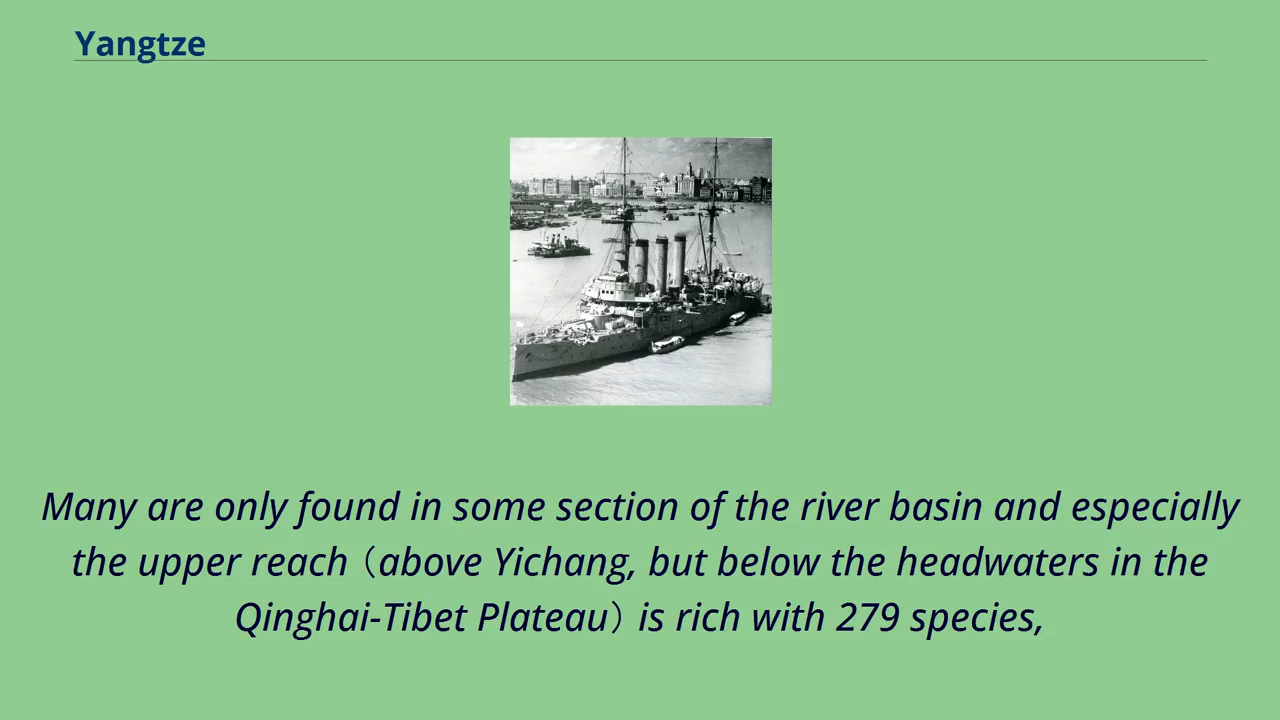 Yangtze
Many are only found in some section of the river basin and especially
the upper reach（above Yichang, but below the headwaters in the
Qinghai-Tibet Plateau）is rich with 279 species,